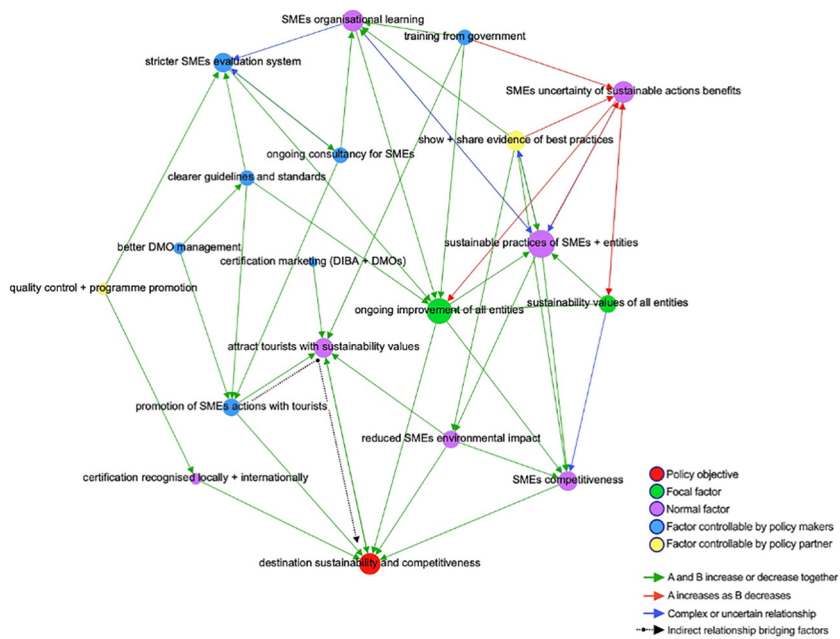 SMEs organisational learning
training from government
stricter SMEs evaluation system
SMEs uncertainty of sustainable actions benefits
show + share evidence of best practices
ongoing consultancy for SMEs
clearer guidelines and standards
sustainable practices of SMEs + entities
better DMO management
certification marketing (DIBA + DMOs)
quality control + programme promotion
sustainability values of all entities
ongoing improvement of all entities
attract tourists with sustainability values
promotion of SMEs actions with tourists
reduced SMEs environmental impact
certification recognised locally + internationally
SMEs competitiveness
destination sustainability and competitiveness
Policy objective
Focal factor
Normal factor
Factor controllable by policy makers
Factor controllable by policy partner
A and B increase or decrease together
A increases as B decreases
Complex or uncertain relationship
Indirect relationship bridging factors